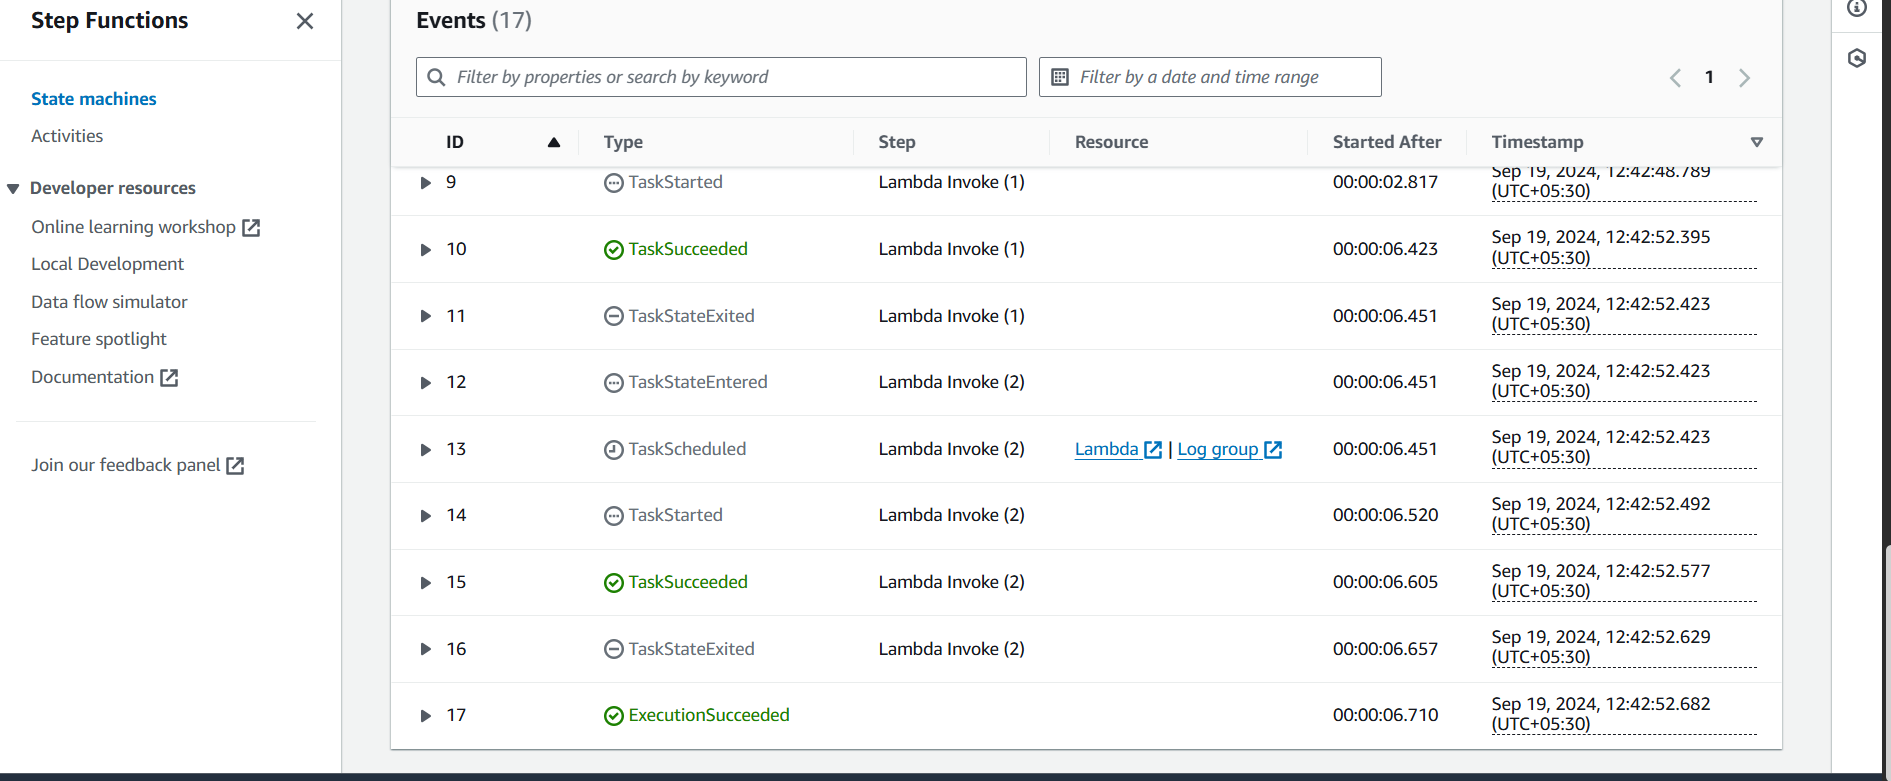 Step Functions
State machines
Activities
Developer resources
Online learning workshop
Local Development
Data flow simulator
Feature spotlight
Documentation
Join our feedback panel
Events (17)
Filter by properties or search by keyword
Filter by a date and time range
1
ID Type Step Resource Started After Timestamp
9 TaskStarted Lambda Invoke (1) 00:00:02.817 Sep 19, 2024, 12:42:48.789
(UTC+05:30)
10 TaskSucceeded Lambda Invoke (1) 00:00:06.423 Sep 19, 2024, 12:42:52.395
(UTC+05:30)
11 TaskStateExited Lambda Invoke (1) 00:00:06.451 Sep 19, 2024, 12:42:52.423
(UTC+05:30)
12 TaskStateEntered Lambda Invoke (2) 00:00:06.451 Sep 19, 2024, 12:42:52.423
(UTC+05:30)
13 TaskScheduled Lambda Invoke (2) Lambda | Log group 00:00:06.451 Sep 19, 2024, 12:42:52.423
(UTC+05:30)
14 TaskStarted Lambda Invoke (2) 00:00:06.520 Sep 19, 2024, 12:42:52.492
(UTC+05:30)
15 TaskSucceeded Lambda Invoke (2) 00:00:06.605 Sep 19, 2024, 12:42:52.577
(UTC+05:30)
16 TaskStateExited Lambda Invoke (2) 00:00:06.657 Sep 19, 2024, 12:42:52.629
(UTC+05:30)
17 ExecutionSucceeded 00:00:06.710 Sep 19, 2024, 12:42:52.682
(UTC+05:30)